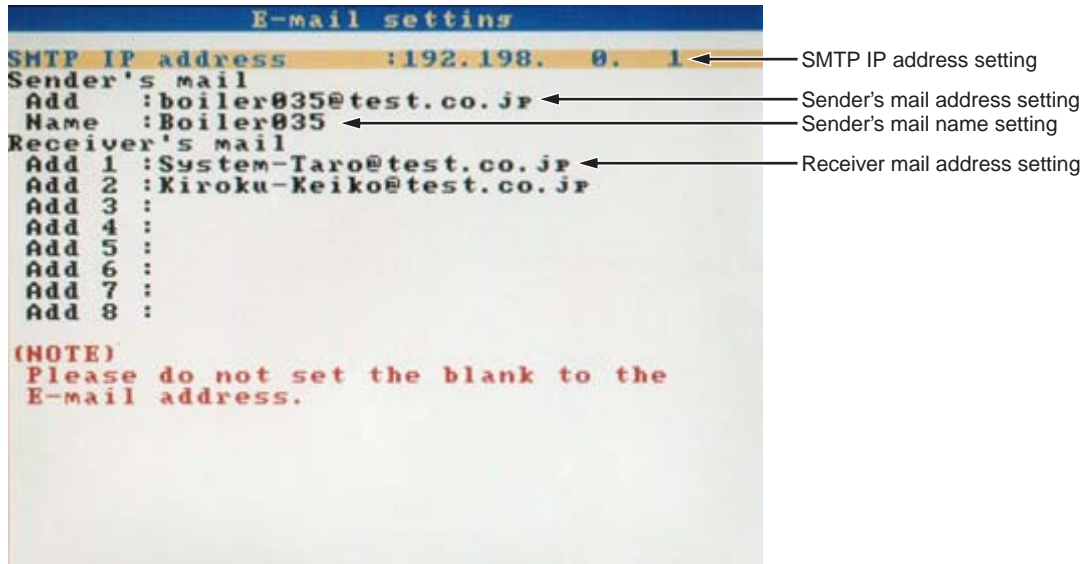 E-mail setting
SMTP IP address :192.198. 0. 1
SMTP IP address setting
Sender's mail
Add :boiler035@test.co.jp
Sender's mail address setting
Name :Boiler035
Sender's mail name setting
Receiver's mail
Add 1 :System-Taro@test.co.jp
Receiver mail address setting
Add 2 :Kiroku-Keiko@test.co.jp
Add 3 :
Add 4 :
Add 5 :
Add 6 :
Add 7 :
Add 8 :
(NOTE)
Please do not set the blank to the
E-mail address.